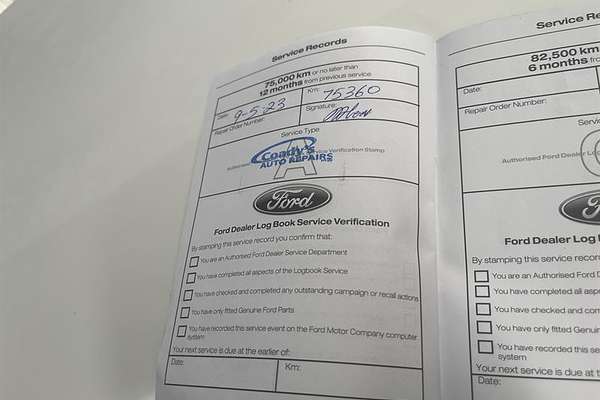 Service Records
75,000 km or no later than
12 months from previous service
Date: 9-5-23
Km: 75360
Repair Order Number:
Signature:
Service Type
A
Authorised Service Verification Stamp
Coady's
AUTO REPAIRS
Ford
Ford Dealer Log Book Service Verification
By stamping this service record you confirm that:
You are an Authorised Ford Dealer Service Department
You have completed all aspects of the Logbook Service
You have checked and completed any outstanding campaign or recall actions
You have only fitted Genuine Ford Parts
You have recorded this service event on the Ford Motor Company computer
system
Your next service is due at the earlier of:
Date:
Km:
Service Re
82,500 km
6 months from
Date:
Repair Order Number:
Servic
Authorised Ford Dealer
Ford
Ford Dealer Log
By stamping this service record
You are an Authorised Ford D
You have completed all aspe
You have checked and com
You have only fitted Genuin
You have recorded this se
system
Your next service is due at
Date: